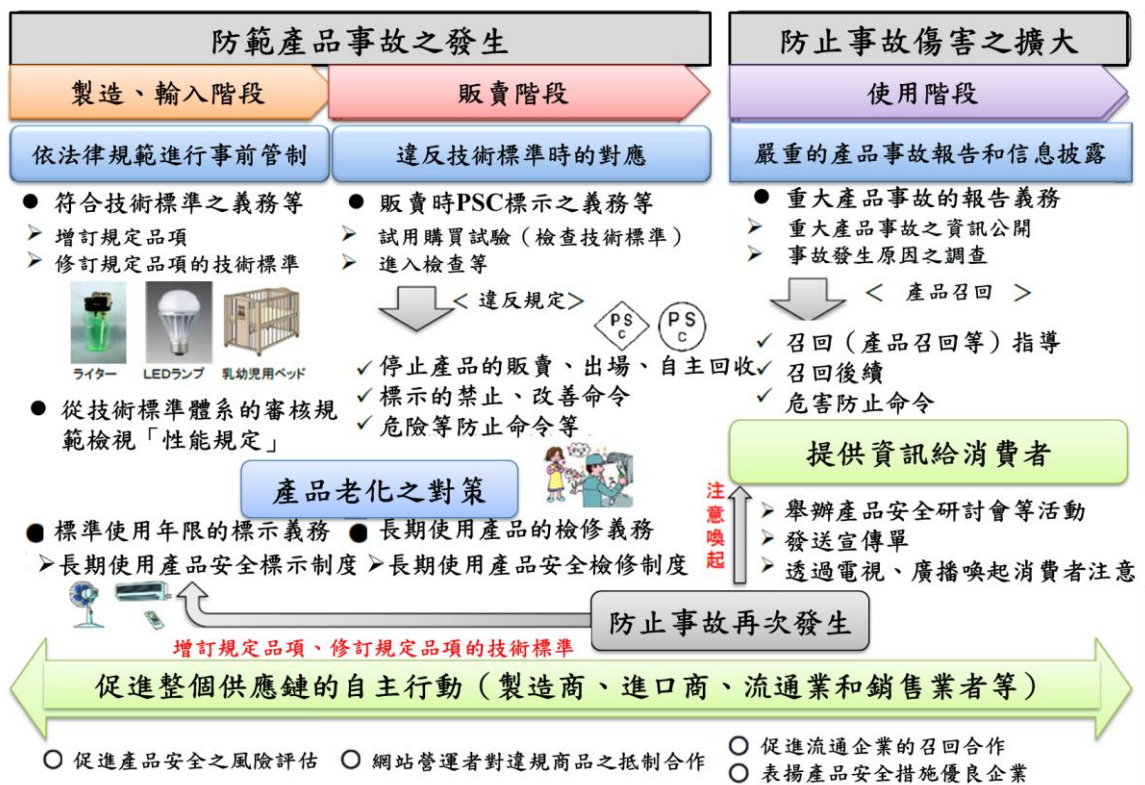 防範產品事故之發生
防止事故傷害之擴大
製造、輸入階段
販賣階段
使用階段
依法律規範進行事前管制
違反技術標準時的對應
嚴重的產品事故報告和信息披露
● 符合技術標準之義務等
➢ 增訂規定品項
➢ 修訂規定品項的技術標準
ライター
LEDランプ
乳幼児用ベッド
● 從技術標準體系的審核規
範檢視「性能規定」
● 販賣時PSC標示之義務等
➢ 試用購買試驗（檢查技術標準）
➢ 進入檢查等
＜違反規定＞
PS
C
PS
C
✓ 停止產品的販賣、出場、自主回收
✓ 標示的禁止、改善命令
✓ 危險等防止命令等
● 重大產品事故的報告義務
➢ 重大產品事故之資訊公開
➢ 事故發生原因之調查
＜ 產品召回 ＞
✓ 召回（產品召回等）指導
✓ 召回後續
✓ 危害防止命令
提供資訊給消費者
注意喚起
➢ 舉辦產品安全研討會等活動
➢ 發送宣傳單
➢ 透過電視、廣播喚起消費者注意
產品老化之對策
● 標準使用年限的標示義務
➢長期使用產品安全標示制度
● 長期使用產品的檢修義務
➢長期使用產品安全檢修制度
防止事故再次發生
增訂規定品項、修訂規定品項的技術標準
促進整個供應鏈的自主行動（製造商、進口商、流通業和銷售業者等）
○ 促進產品安全之風險評估
○ 網站營運者對違規商品之抵制合作
○ 促進流通企業的召回合作
○ 表揚產品安全措施優良企業